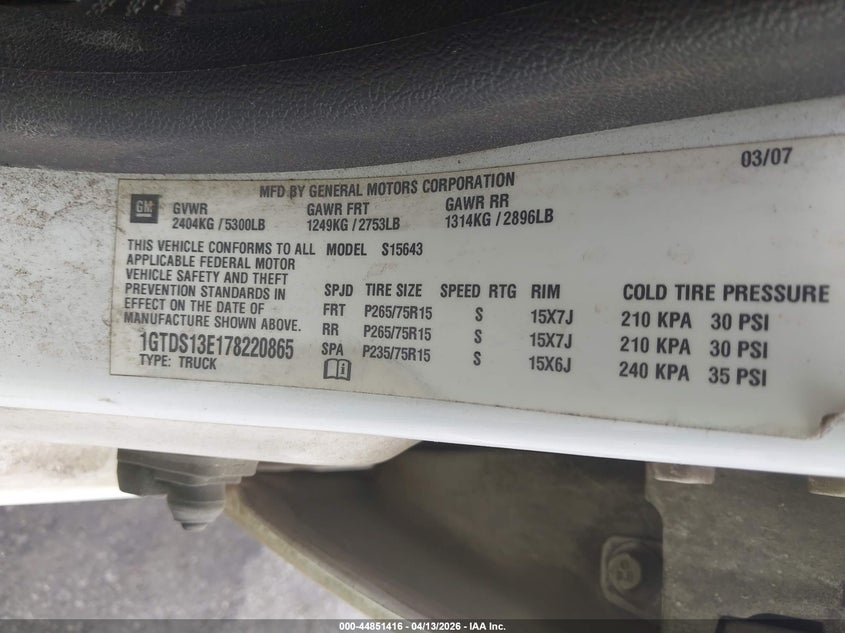 03/07
MFD BY GENERAL MOTORS CORPORATION
GM
GVWR GAWR FRT GAWR RR
2404KG / 5300LB 1249KG / 2753LB 1314KG / 2896LB
THIS VEHICLE CONFORMS TO ALL
APPLICABLE FEDERAL MOTOR
VEHICLE SAFETY AND THEFT
PREVENTION STANDARDS IN
EFFECT ON THE DATE OF
MANUFACTURE SHOWN ABOVE.
1GTDS13E178220865
TYPE: TRUCK
MODEL S15643
SPJD TIRE SIZE SPEED RTG RIM COLD TIRE PRESSURE
FRT P265/75R15 S 15X7J 210 KPA 30 PSI
RR P265/75R15 S 15X7J 210 KPA 30 PSI
SPA P235/75R15 S 15X6J 240 KPA 35 PSI
000-44851416 | 04/13/2026 - IAA Inc.